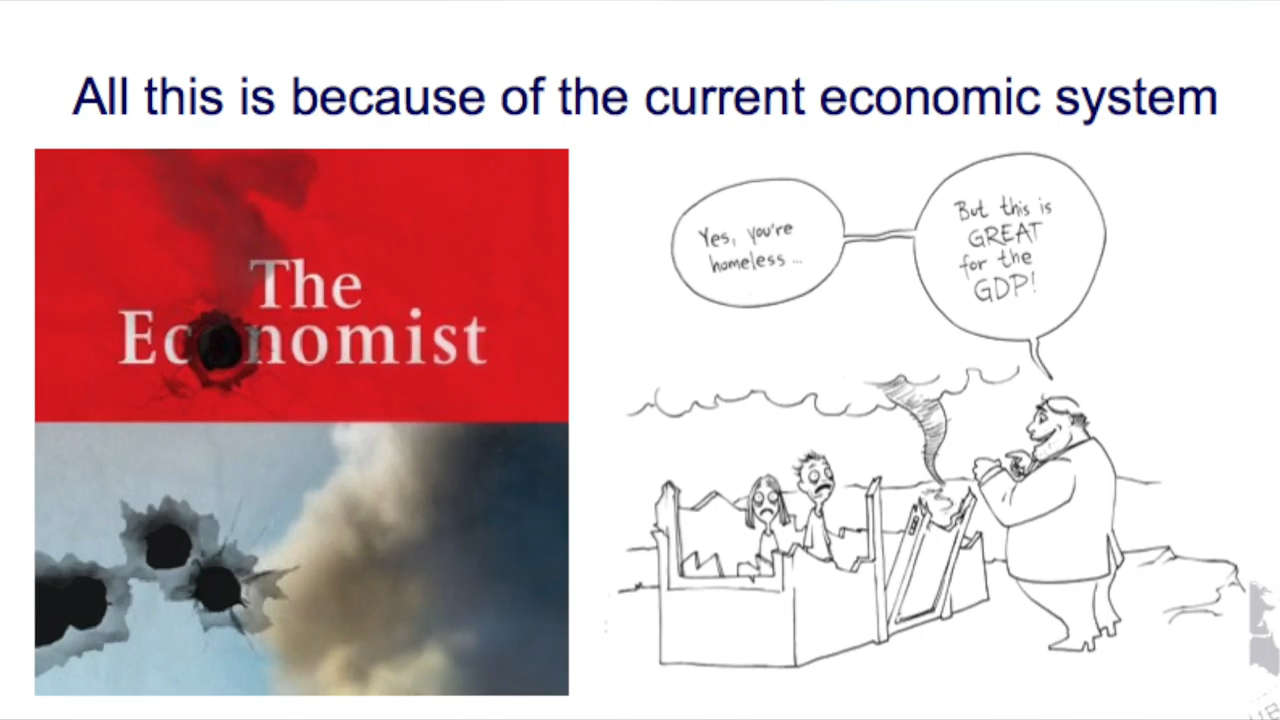 All this is because of the current economic system
The
Economist
Yes, you're
homeless ...
But this is
GREAT
for the
GDP!